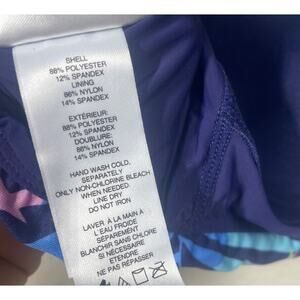 SHELL
88% POLYESTER
12% SPANDEX
LINING
86% NYLON
14% SPANDEX
EXTÉRIEUR:
88% POLYESTER
12% SPANDEX
DOUBLURE:
86% NYLON
14% SPANDEX
HAND WASH COLD,
SEPARATELY
ONLY NON-CHLORINE BLEACH
WHEN NEEDED
LINE DRY
DO NOT IRON
LAVER À LA MAIN A
L EAU FROIDE
SÉPARÉMENT
BLANCHIR SANS CHLORE
SI NÉCESSAIRE
ETENDRE
NE PAS REPASSER